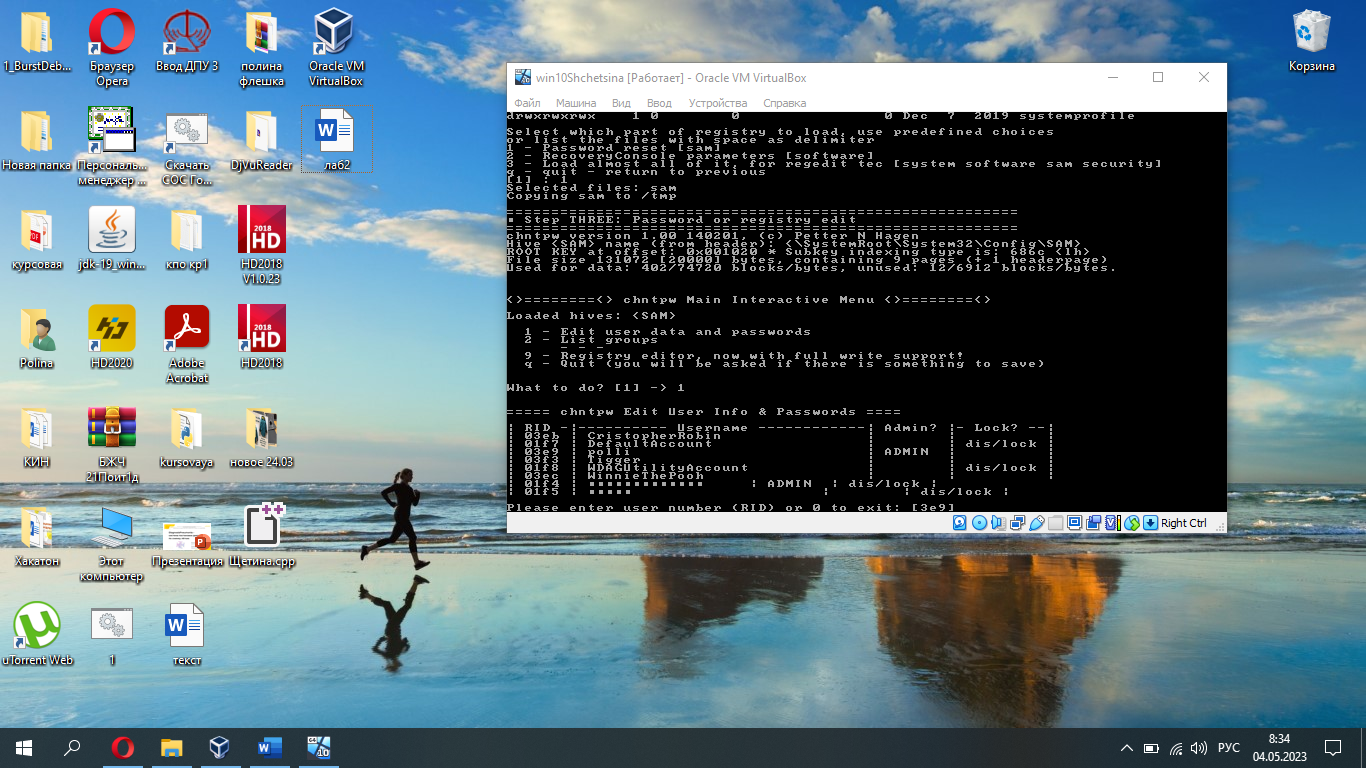 1_BurstDeb...
Браузер Opera
Ввод ДПУ 3
полина флешка
Oracle VM VirtualBox
Корзина
Новая папка
Персональ... менеджер ...
Скачать СОС Го...
DjVuReader
ла62
курсовая
jdk-19_win...
кпо кр1
HD2018 V1.0.23
Polina
HD2020
Adobe Acrobat
HD2018
КИН
БЖЧ 21Поит1д
kursovaya
новое 24.03
Хакатон
Этот компьютер
Презентация
Щетина.cpp
uTorrent Web
1
текст
win10Shchetsina [Работает] - Oracle VM VirtualBox
Файл Машина Вид Ввод Устройства Справка
drwxrwxrwx 1 0 0 0 Dec 7 2019 systemprofile
Select which part of registry to load, use predefined choices
or list the files with space as delimiter
1 - Password reset [sam]
2 - RecoveryConsole parameters [software]
3 - Load almost all of it, for regedit tec [system software sam security]
q - quit - return to previous
[1] : 1
Selected files: sam
Copying sam to /tmp
=========================================================
▪ Step THREE: Password or registry edit
=========================================================
chntpw version 1.00 140201, (c) Petter N Hagen
Hive <SAM> name (from header): <\SystemRoot\System32\Config\SAM>
ROOT KEY at offset: 0x001020 * Subkey indexing type is: 686c <lh>
File size 131072 [20000] bytes, containing 9 pages (+ 1 headerpage)
Used for data: 402/74720 blocks/bytes, unused: 12/6912 blocks/bytes.
<>========<> chntpw Main Interactive Menu <>========<>
Loaded hives: <SAM>
1 - Edit user data and passwords
2 - List groups
- - -
9 - Registry editor, now with full write support!
q - Quit (you will be asked if there is something to save)
What to do? [1] -> 1
===== chntpw Edit User Info & Passwords ====
| RID -|---------- Username ------------| Admin? |- Lock? --|
| 03eb | CristopherRobin | | |
| 01f7 | DefaultAccount | | dis/lock |
| 03e9 | polli | ADMIN | |
| 03f3 | Tigger | | |
| 01f8 | WDAGUtilityAccount | | dis/lock |
| 03ec | WinnieThePooh | | |
| 01f4 | ▪▪▪▪▪▪▪▪▪▪▪▪▪ | ADMIN | dis/lock |
| 01f5 | ▪▪▪▪▪ | | dis/lock |
Please enter user number (RID) or 0 to exit: [3e9]
Right Ctrl
РУС
8:34
04.05.2023